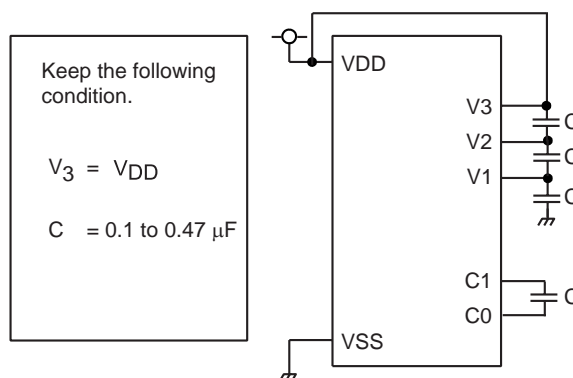 Keep the following
condition.
V3 = VDD
C = 0.1 to 0.47 μF
VDD
V3
C
V2
C
V1
C
C1
C
C0
VSS